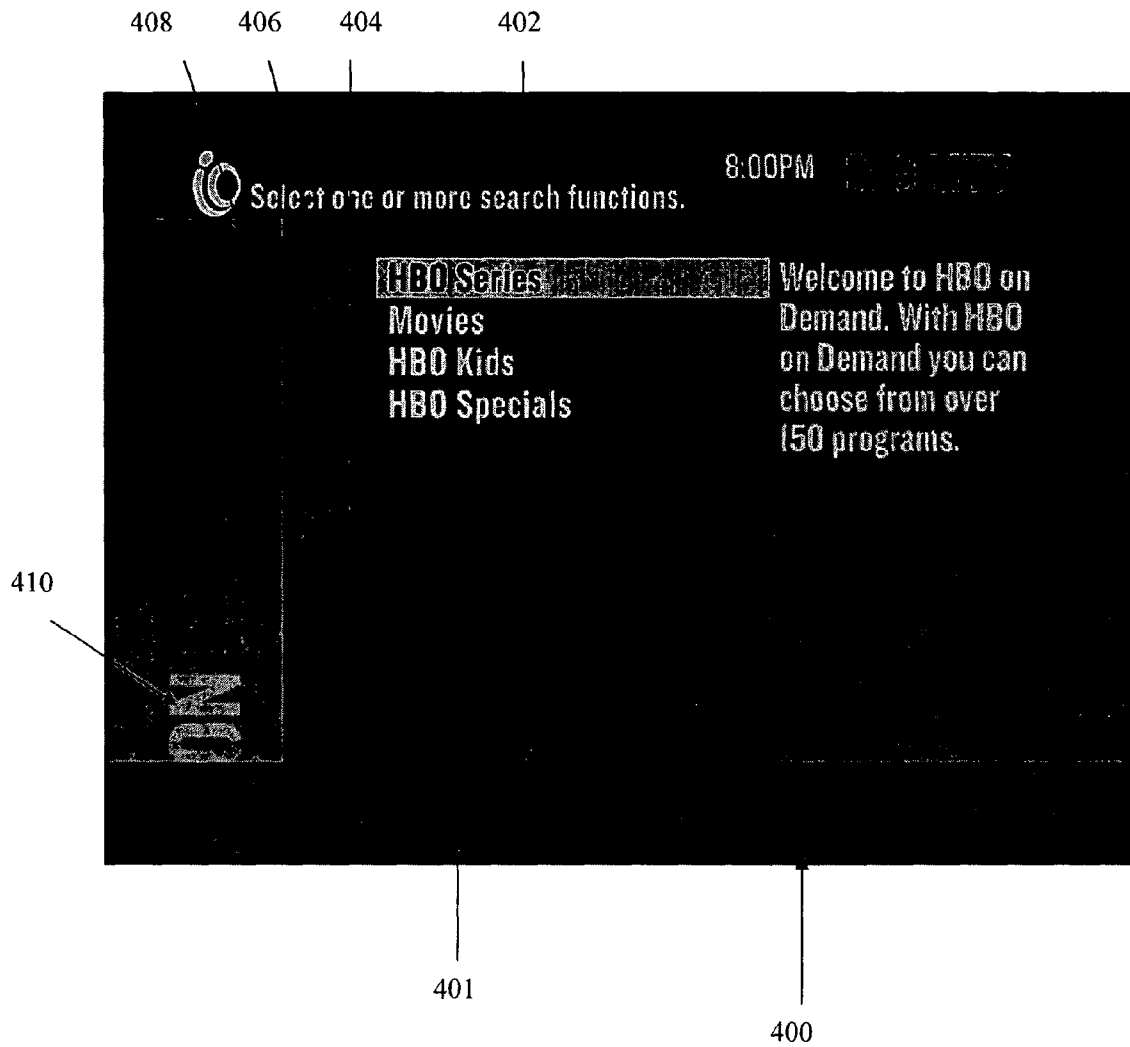 408 406 404 402
8:00PM
Select one or more search functions.
HBO Series
Movies
HBO Kids
HBO Specials
Welcome to HBO on
Demand. With HBO
on Demand you can
choose from over
150 programs.
410
401
400